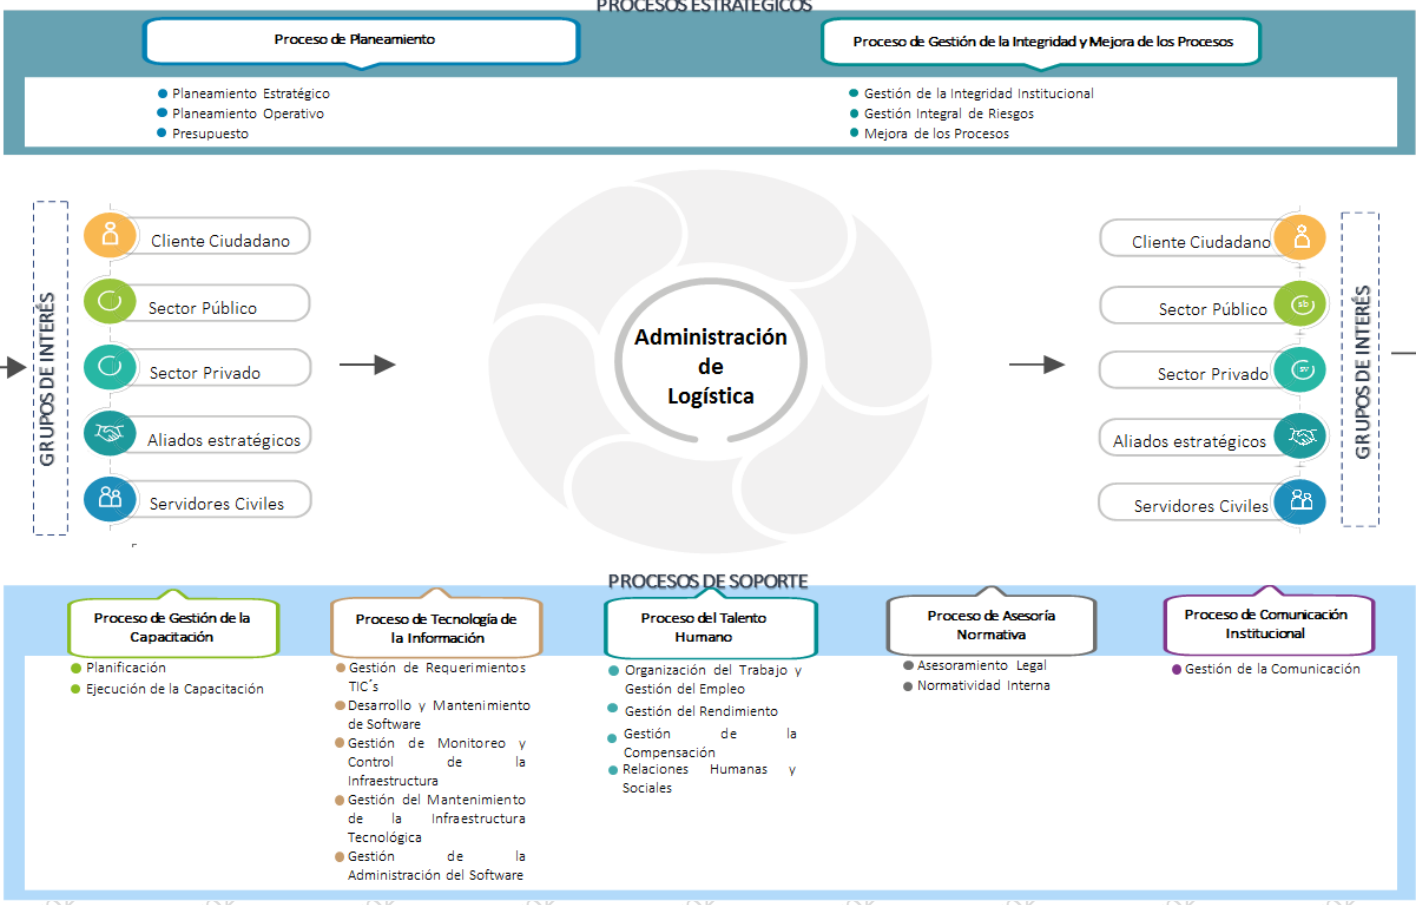 PROCESOS ESTRATÉGICOS
Proceso de Planeamiento
Planeamiento Estratégico
Planeamiento Operativo
Presupuesto
Proceso de Gestión de la Integridad y Mejora de los Procesos
Gestión de la Integridad Institucional
Gestión Integral de Riesgos
Mejora de los Procesos
GRUPOS DE INTERÉS
Cliente Ciudadano
Sector Público
Sector Privado
Aliados estratégicos
Servidores Civiles
Administración
de
Logística
Cliente Ciudadano
Sector Público
sb
Sector Privado
sv
Aliados estratégicos
Servidores Civiles
GRUPOS DE INTERÉS
PROCESOS DE SOPORTE
Proceso de Gestión de la
Capacitación
Planificación
Ejecución de la Capacitación
Proceso de Tecnología de
la Información
Gestión de Requerimientos
TIC´s
Desarrollo y Mantenimiento
de Software
Gestión de Monitoreo y
Control de la
Infraestructura
Gestión del Mantenimiento
de la Infraestructura
Tecnológica
Gestión de la
Administración del Software
Proceso del Talento
Humano
Organización del Trabajo y
Gestión del Empleo
Gestión del Rendimiento
Gestión de la
Compensación
Relaciones Humanas y
Sociales
Proceso de Asesoría
Normativa
Asesoramiento Legal
Normatividad Interna
Proceso de Comunicación
Institucional
Gestión de la Comunicación